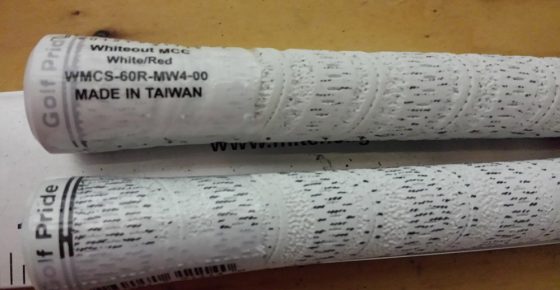 Golf Pride
Whiteout MCC
White/Red
WMCS-60R-MW4-00
MADE IN TAIWAN
Golf Pride